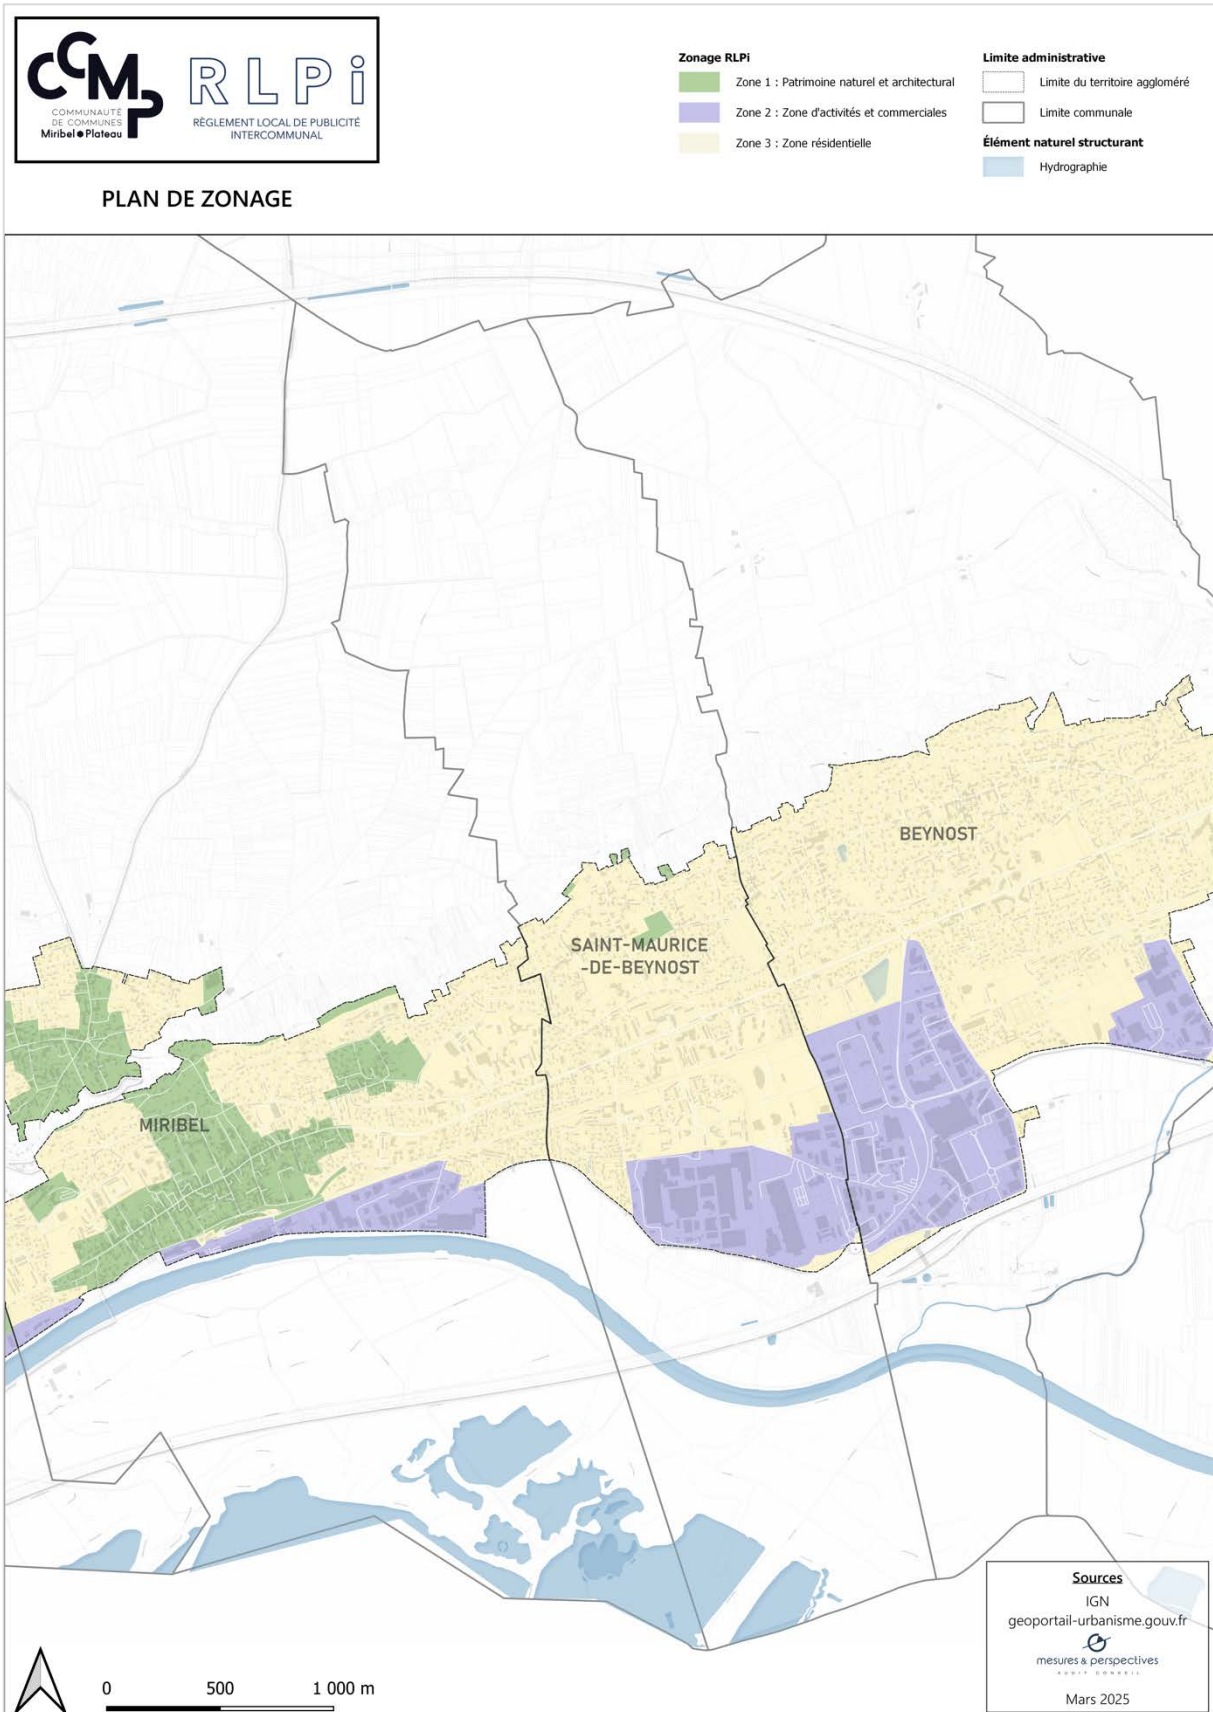 CCMP
COMMUNAUTÉ
DE COMMUNES
Miribel Plateau
RLPi
RÈGLEMENT LOCAL DE PUBLICITÉ
INTERCOMMUNAL
PLAN DE ZONAGE
Zonage RLPi
Zone 1 : Patrimoine naturel et architectural
Zone 2 : Zone d'activités et commerciales
Zone 3 : Zone résidentielle
Limite administrative
Limite du territoire aggloméré
Limite communale
Élément naturel structurant
Hydrographie
BEYNOST
SAINT-MAURICE
-DE-BEYNOST
MIRIBEL
0 500 1 000 m
Sources
IGN
geoportail-urbanisme.gouv.fr
mesures & perspectives
AUDIT CONSEIL
Mars 2025